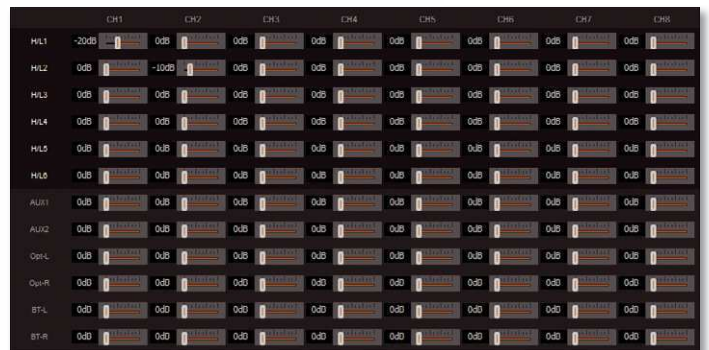 CH1 CH2 CH3 CH4 CH5 CH6 CH7 CH8
H/L1 -20dB 0dB 0dB 0dB 0dB 0dB 0dB 0dB
H/L2 0dB -10dB 0dB 0dB 0dB 0dB 0dB 0dB
H/L3 0dB 0dB 0dB 0dB 0dB 0dB 0dB 0dB
H/L4 0dB 0dB 0dB 0dB 0dB 0dB 0dB 0dB
H/L5 0dB 0dB 0dB 0dB 0dB 0dB 0dB 0dB
H/L6 0dB 0dB 0dB 0dB 0dB 0dB 0dB 0dB
AUX1 0dB 0dB 0dB 0dB 0dB 0dB 0dB 0dB
AUX2 0dB 0dB 0dB 0dB 0dB 0dB 0dB 0dB
Opt-L 0dB 0dB 0dB 0dB 0dB 0dB 0dB 0dB
Opt-R 0dB 0dB 0dB 0dB 0dB 0dB 0dB 0dB
BT-L 0dB 0dB 0dB 0dB 0dB 0dB 0dB 0dB
BT-R 0dB 0dB 0dB 0dB 0dB 0dB 0dB 0dB